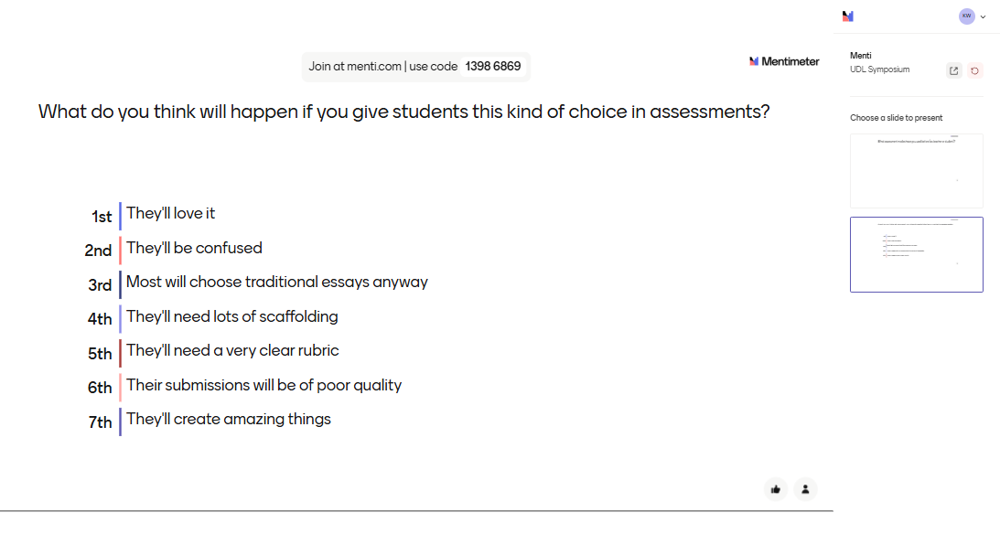 KW
Join at menti.com | use code 1398 6869
Mentimeter
Menti
UDL Symposium
What do you think will happen if you give students this kind of choice in assessments?
Choose a slide to present
1st They'll love it
2nd They'll be confused
3rd Most will choose traditional essays anyway
4th They'll need lots of scaffolding
5th They'll need a very clear rubric
6th Their submissions will be of poor quality
7th They'll create amazing things